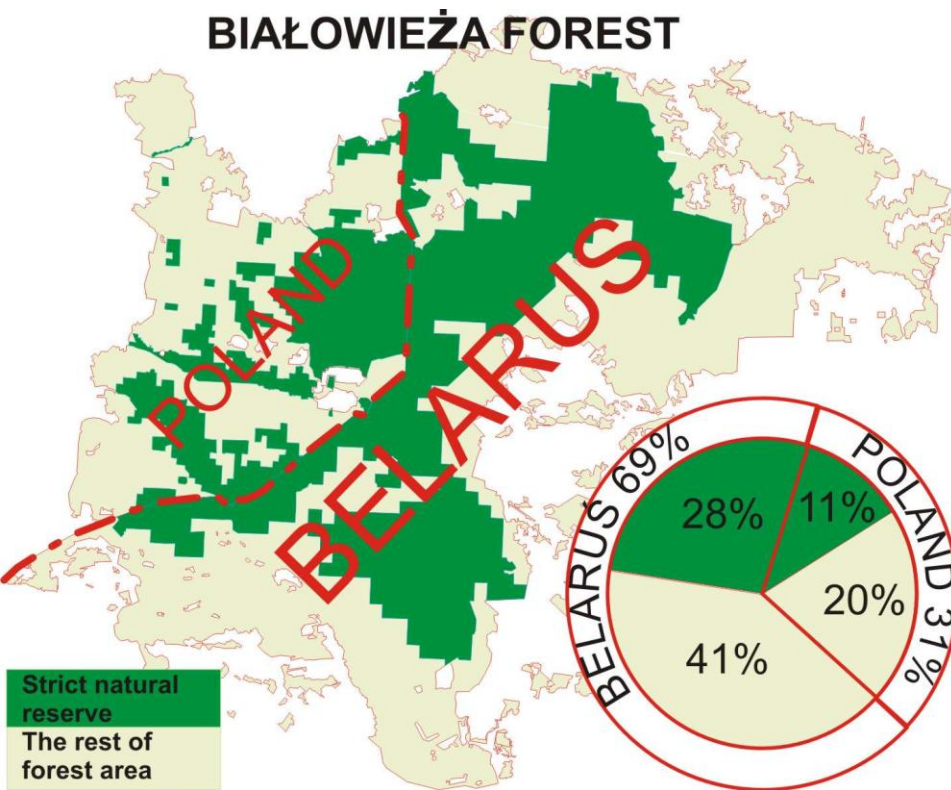 BIAŁOWIEŻA FOREST
POLAND
BELARUS
BELARUŚ 69%
POLAND 31%
28%
11%
20%
41%
Strict natural
reserve
The rest of
forest area